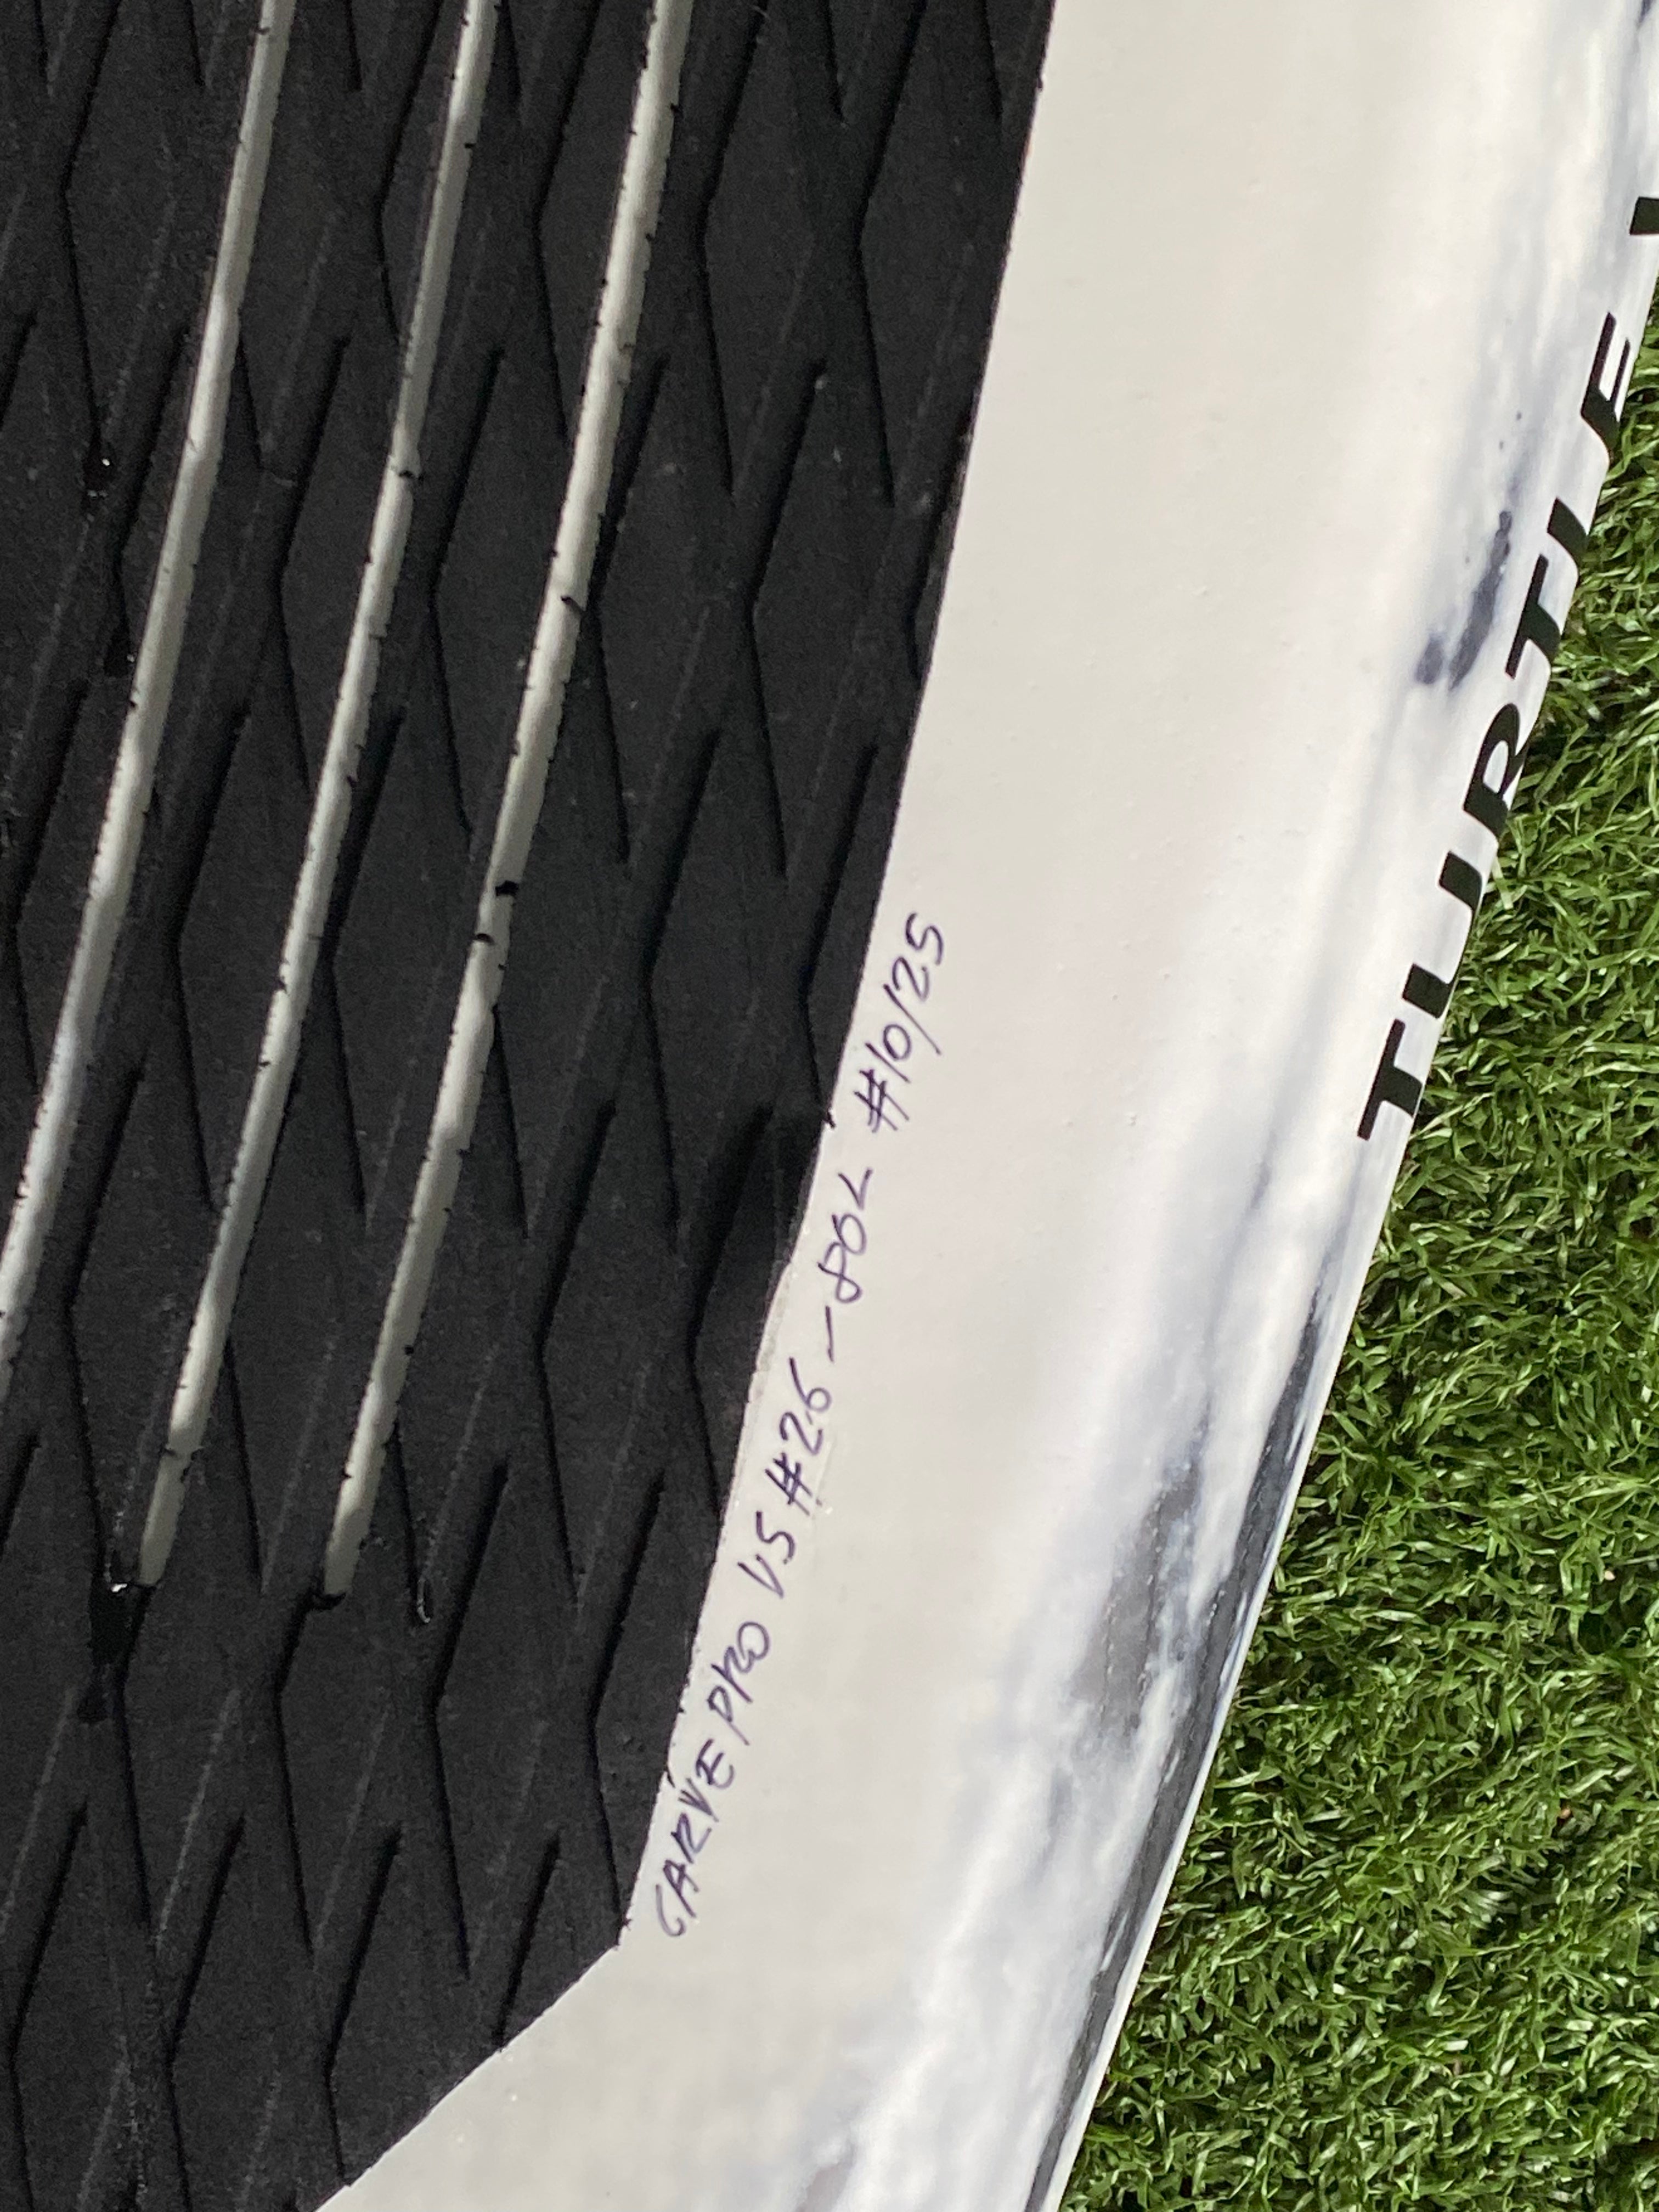 CARVE PRO VS #26 – 80L #10/25
TURTLE